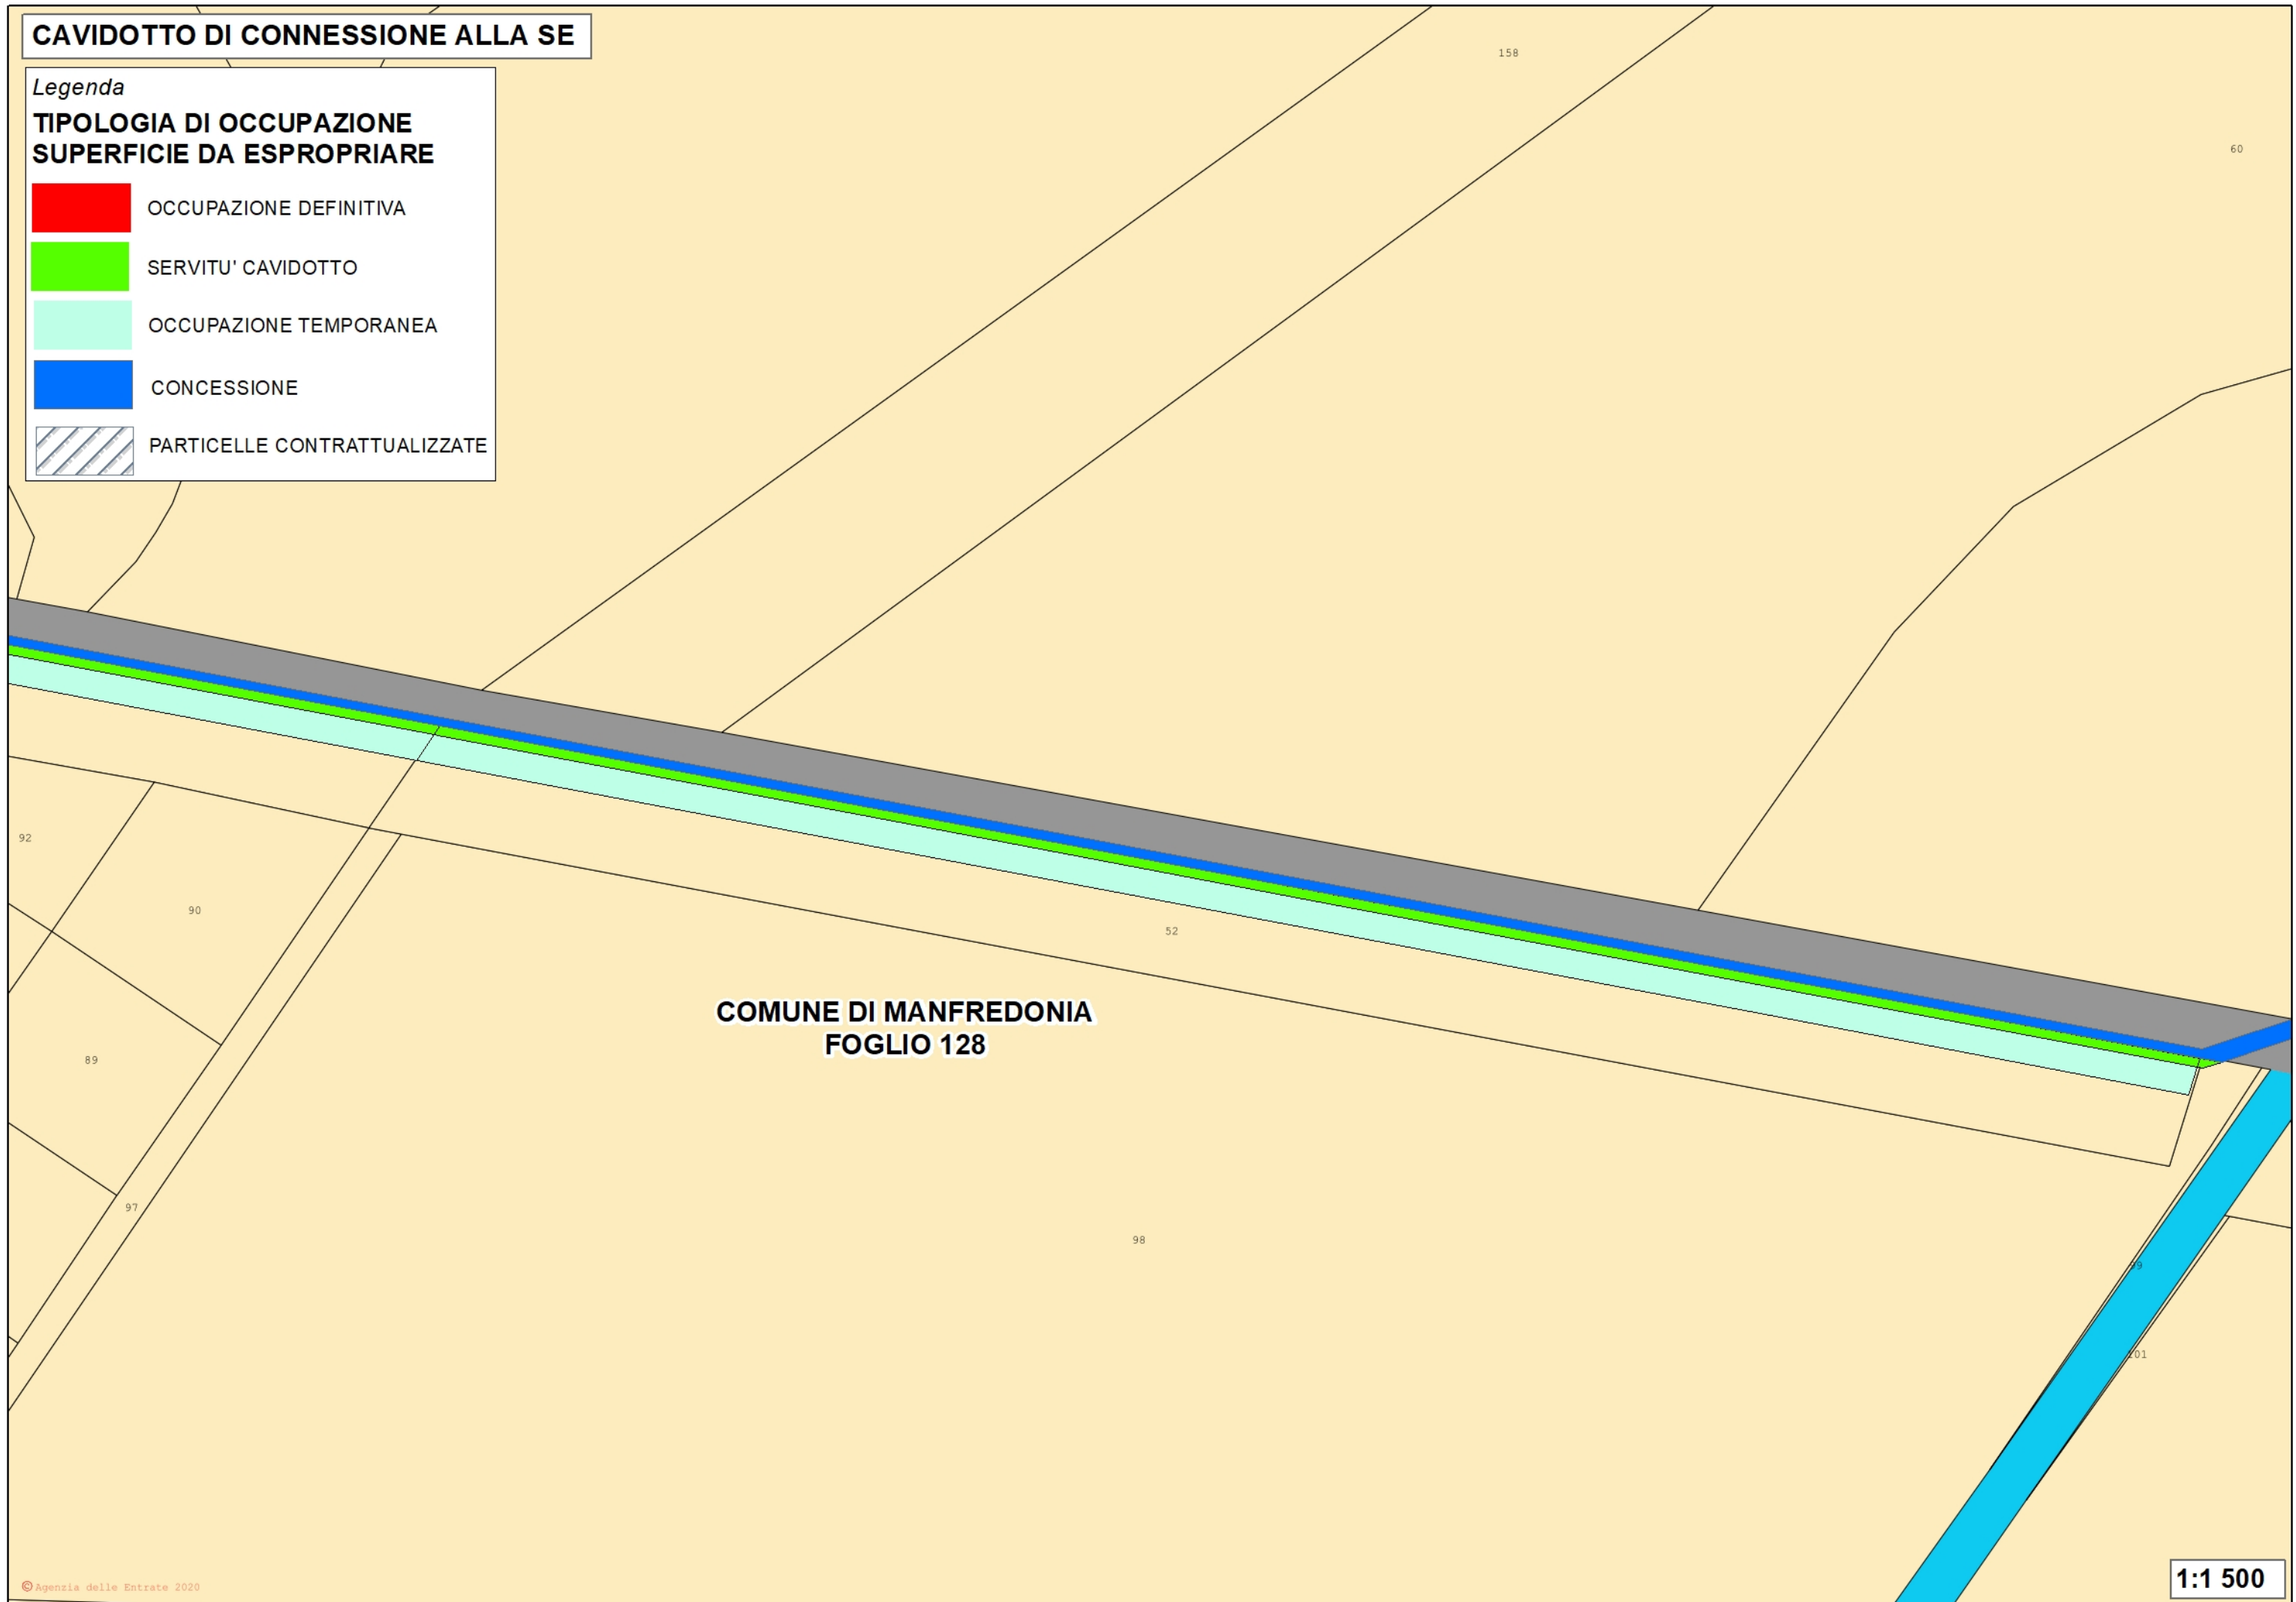 CAVIDOTTO DI CONNESSIONE ALLA SE
Legenda
TIPOLOGIA DI OCCUPAZIONE
SUPERFICIE DA ESPROPRIARE
OCCUPAZIONE DEFINITIVA
SERVITU' CAVIDOTTO
OCCUPAZIONE TEMPORANEA
CONCESSIONE
PARTICELLE CONTRATTUALIZZATE
158
60
92
90
52
COMUNE DI MANFREDONIA
FOGLIO 128
89
97
98
99
101
© Agenzia delle Entrate 2020
1:1 500